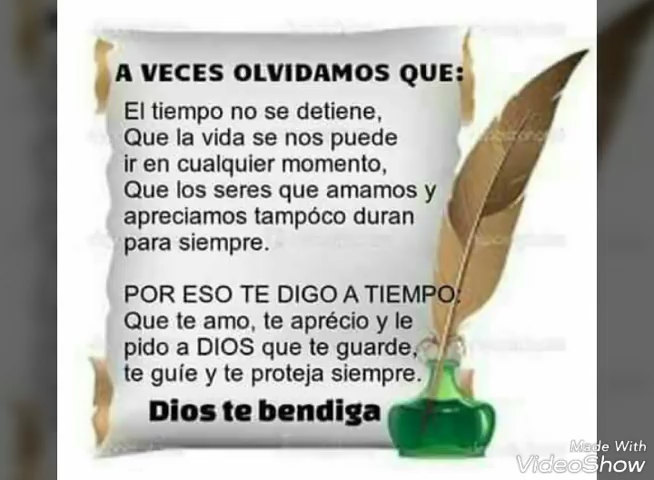 A VECES OLVIDAMOS QUE:
El tiempo no se detiene,
Que la vida se nos puede
ir en cualquier momento,
Que los seres que amamos y
apreciamos tampóco duran
para siempre.
POR ESO TE DIGO A TIEMPO:
Que te amo, te aprécio y le
pido a DIOS que te guarde,
te guíe y te proteja siempre.
Dios te bendiga
Made With
VideoShow